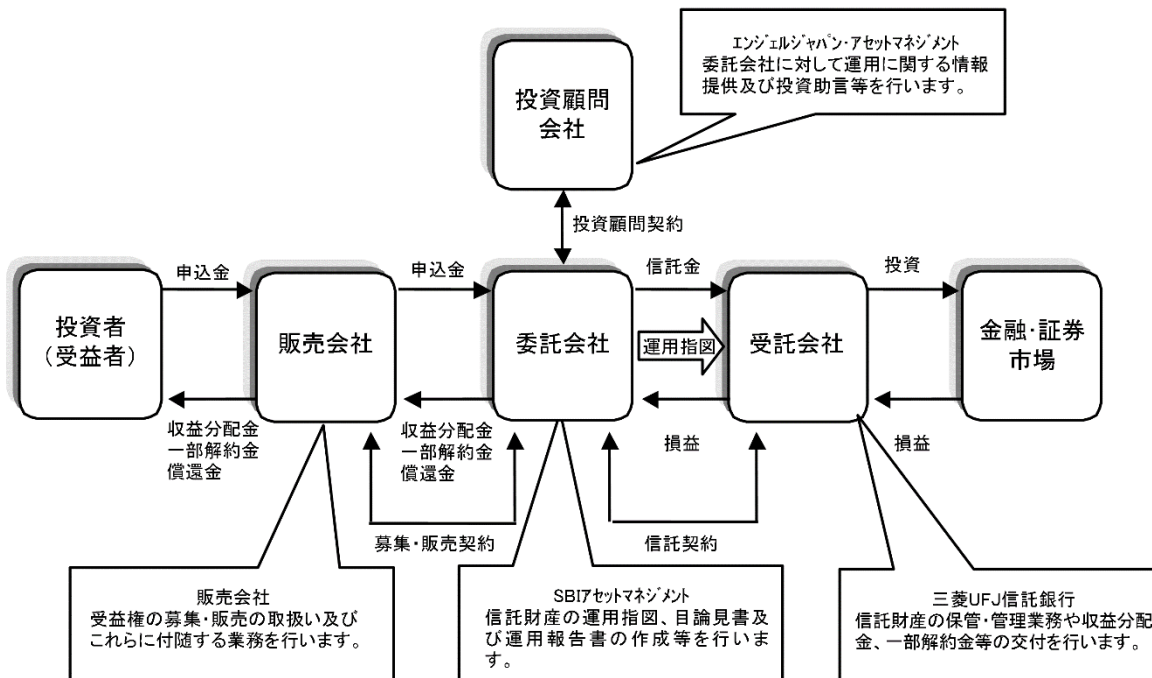 エンジェルジャパン・アセットマネジメント
委託会社に対して運用に関する情報
提供及び投資助言等を行います。
投資顧問
会社
投資顧問契約
申込金
申込金
信託金
投資
投資者
（受益者）
販売会社
委託会社
運用指図
受託会社
金融・証券
市場
収益分配金
一部解約金
償還金
収益分配金
一部解約金
償還金
損益
損益
募集・販売契約
信託契約
販売会社
受益権の募集・販売の取扱い及び
これらに付随する業務を行います。
SBIアセットマネジメント
信託財産の運用指図、目論見書及
び運用報告書の作成等を行いま
す。
三菱UFJ信託銀行
信託財産の保管・管理業務や収益分配
金、一部解約金等の交付を行います。